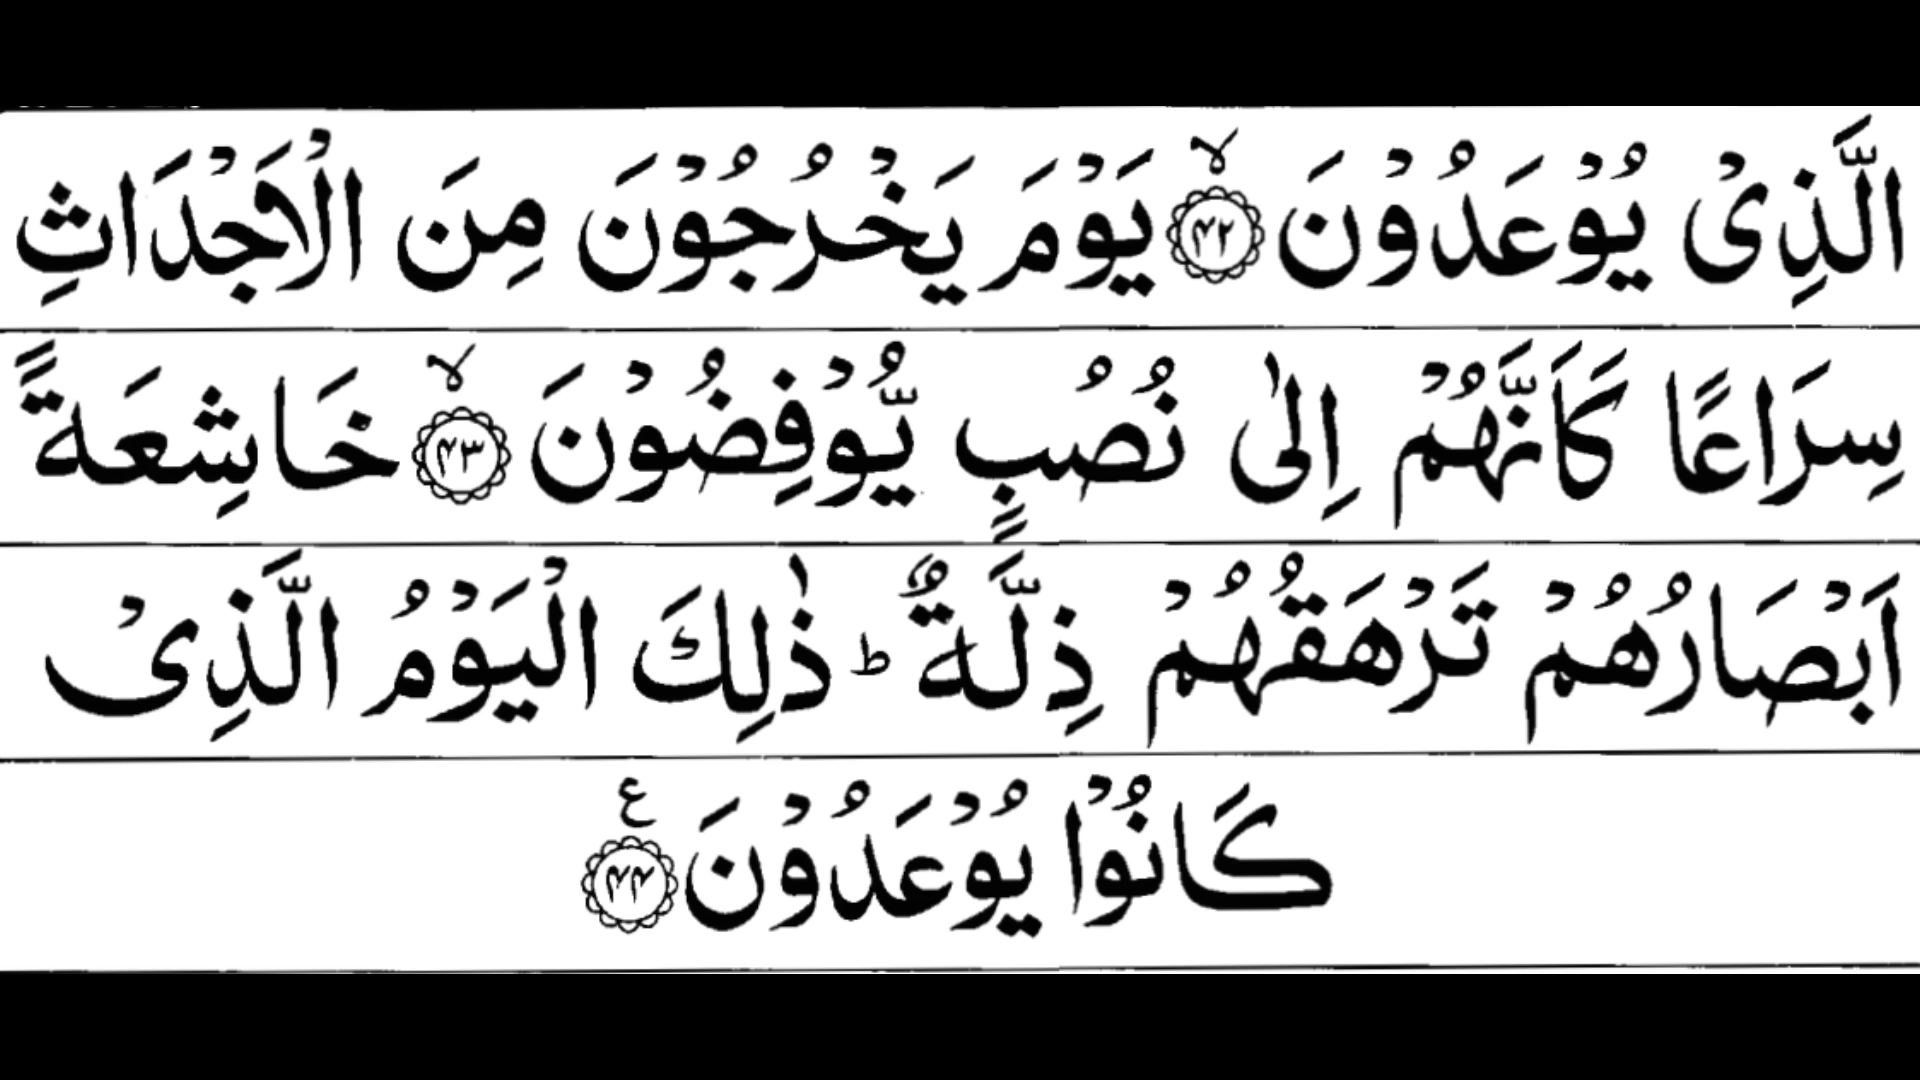 الَّذِىْ يُوْعَدُوْنَ ۙ﴿۴۲﴾ يَوْمَ يَخْرُجُوْنَ مِنَ الْاَجْدَاثِ
سِرَاعًا كَاَنَّهُمْ اِلٰى نُصُبٍ يُّوْفِضُوْنَ ۙ﴿۴۳﴾ خَاشِعَةً
اَبْصَارُهُمْ تَرْهَقُهُمْ ذِلَّةٌ ؕ ذٰلِكَ الْيَوْمُ الَّذِىْ
كَانُوْا يُوْعَدُوْنَ ﴿۴۴﴾ ع